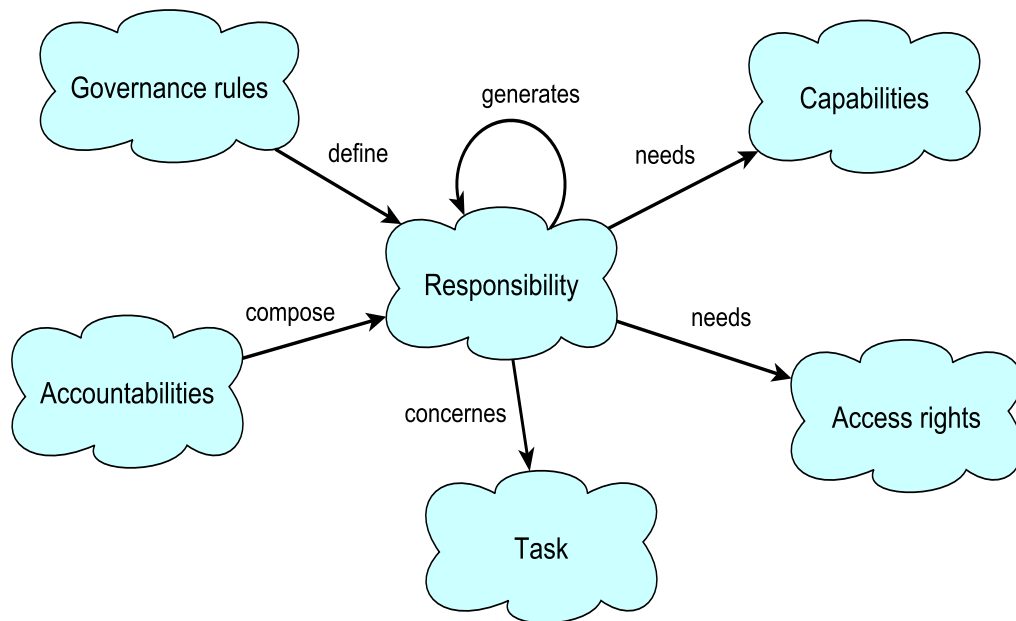 Governance rules
Capabilities
generates
define
needs
Responsibility
compose
needs
Accountabilities
concernes
Access rights
Task